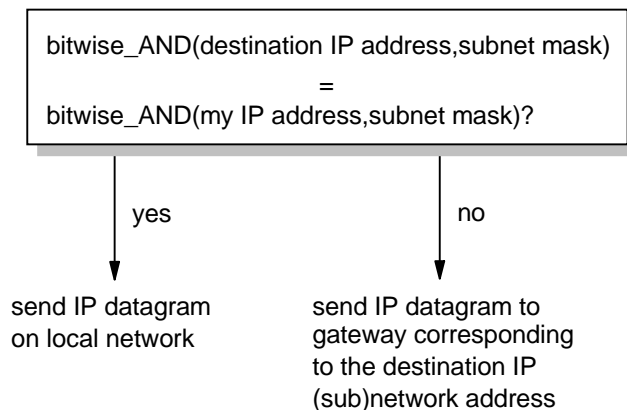 bitwise_AND(destination IP address,subnet mask)
=
bitwise_AND(my IP address,subnet mask)?
yes
no
send IP datagram
on local network
send IP datagram to
gateway corresponding
to the destination IP
(sub)network address